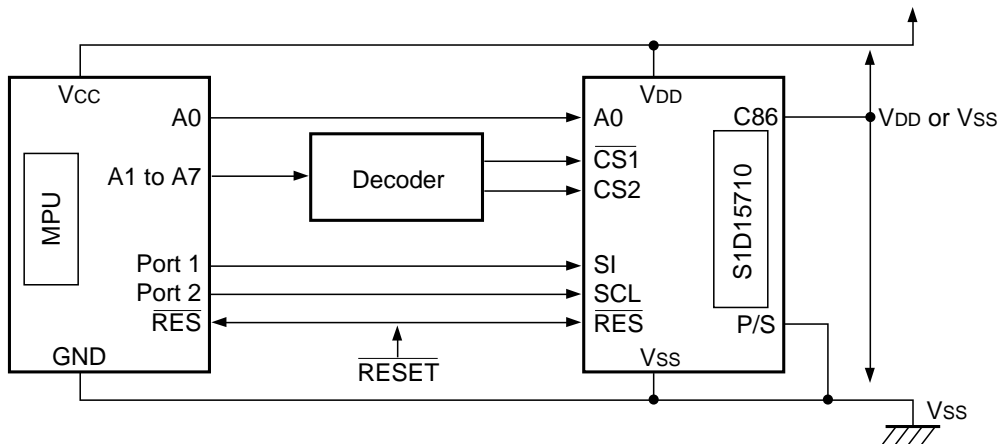 VCC
A0
A1 to A7
MPU
Port 1
Port 2
RES
GND
Decoder
RESET
VDD
A0
CS1
CS2
SI
SCL
RES
VSS
C86
S1D15710
P/S
VDD or VSS
VSS